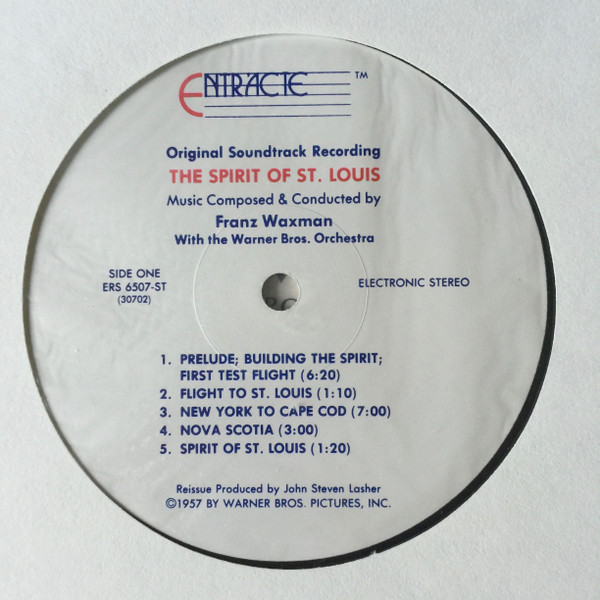 ENTRACTE ™
Original Soundtrack Recording
THE SPIRIT OF ST. LOUIS
Music Composed & Conducted by
Franz Waxman
With the Warner Bros. Orchestra
SIDE ONE
ERS 6507-ST
(30702)
ELECTRONIC STEREO
1. PRELUDE; BUILDING THE SPIRIT;
FIRST TEST FLIGHT (6:20)
2. FLIGHT TO ST. LOUIS (1:10)
3. NEW YORK TO CAPE COD (7:00)
4. NOVA SCOTIA (3:00)
5. SPIRIT OF ST. LOUIS (1:20)
Reissue Produced by John Steven Lasher
©1957 BY WARNER BROS. PICTURES, INC.